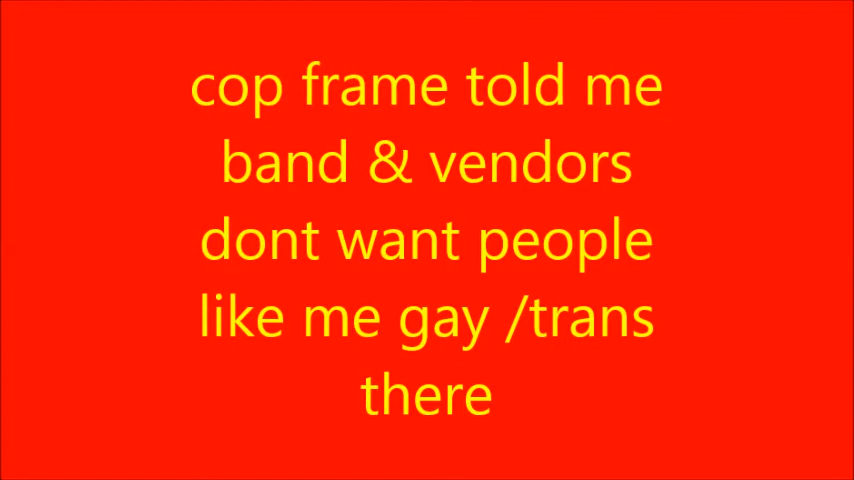 cop frame told me
band & vendors
dont want people
like me gay /trans
there